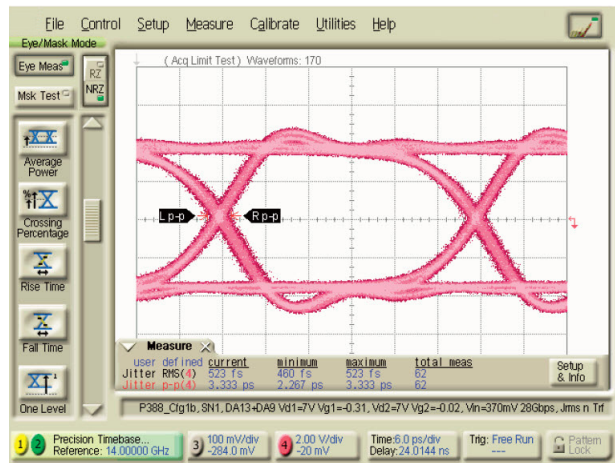 File Control Setup Measure Calibrate Utilities Help
Eye/Mask Mode
(Acq Limit Test) Waveforms: 170
Eye Meas
RZ
NRZ
Msk Test
Average
Power
Crossing
Percentage
Rise Time
Fall Time
One Level
L p-p
R p-p
Measure
user defined current minimum maximum total meas
Jitter RMS(4) 523 fs 460 fs 523 fs 62
Jitter p-p(4) 3.333 ps 2.267 ps 3.333 ps 62
Setup
& Info
P388_Cfg1b, SN1, DA13+DA9 Vd1=7V Vg1=-0.31, Vd2=7V Vg2=-0.02, Vin=370mV 28Gbps, Jrms n Trf
1 2 Precision Timebase...
Reference: 14.00000 GHz
3 100 mV/div
-284.0 mV
4 2.00 V/div
-20 mV
Time:6.0 ps/div
Delay:24.0144 ns
Trig: Free Run
---
Pattern
Lock